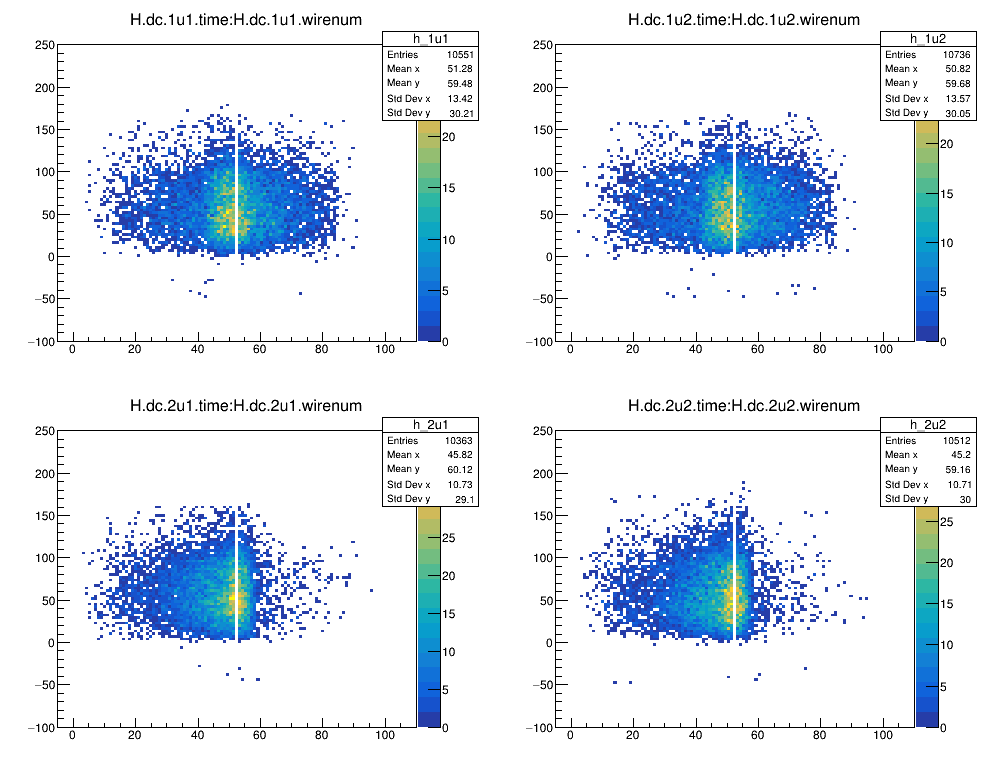 H.dc.1u1.time:H.dc.1u1.wirenum
h_1u1
Entries 10551
Mean x 51.28
Mean y 59.48
Std Dev x 13.42
Std Dev y 30.21
250
200
150
100
50
0
−50
−100
0 20 40 60 80 100
20
15
10
5
0
H.dc.1u2.time:H.dc.1u2.wirenum
h_1u2
Entries 10736
Mean x 50.82
Mean y 59.68
Std Dev x 13.57
Std Dev y 30.05
250
200
150
100
50
0
−50
−100
0 20 40 60 80 100
20
15
10
5
0
H.dc.2u1.time:H.dc.2u1.wirenum
h_2u1
Entries 10363
Mean x 45.82
Mean y 60.12
Std Dev x 10.73
Std Dev y 29.1
250
200
150
100
50
0
−50
−100
0 20 40 60 80 100
25
20
15
10
5
0
H.dc.2u2.time:H.dc.2u2.wirenum
h_2u2
Entries 10512
Mean x 45.2
Mean y 59.16
Std Dev x 10.71
Std Dev y 30
250
200
150
100
50
0
−50
−100
0 20 40 60 80 100
25
20
15
10
5
0